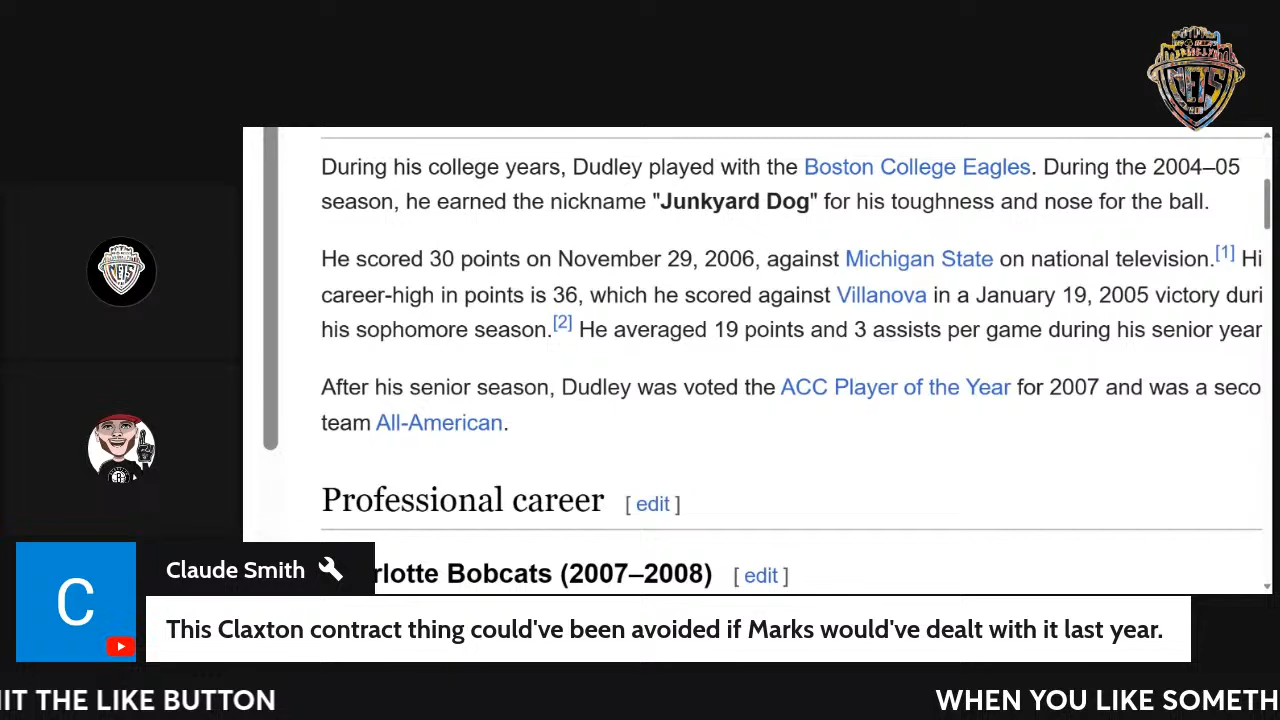 During his college years, Dudley played with the Boston College Eagles. During the 2004–05
season, he earned the nickname "Junkyard Dog" for his toughness and nose for the ball.
He scored 30 points on November 29, 2006, against Michigan State on national television.[1] Hi
career-high in points is 36, which he scored against Villanova in a January 19, 2005 victory duri
his sophomore season.[2] He averaged 19 points and 3 assists per game during his senior year
After his senior season, Dudley was voted the ACC Player of the Year for 2007 and was a seco
team All-American.
Professional career [ edit ]
rlotte Bobcats (2007–2008) [ edit ]
C
Claude Smith
This Claxton contract thing could've been avoided if Marks would've dealt with it last year.
IT THE LIKE BUTTON
WHEN YOU LIKE SOMETH